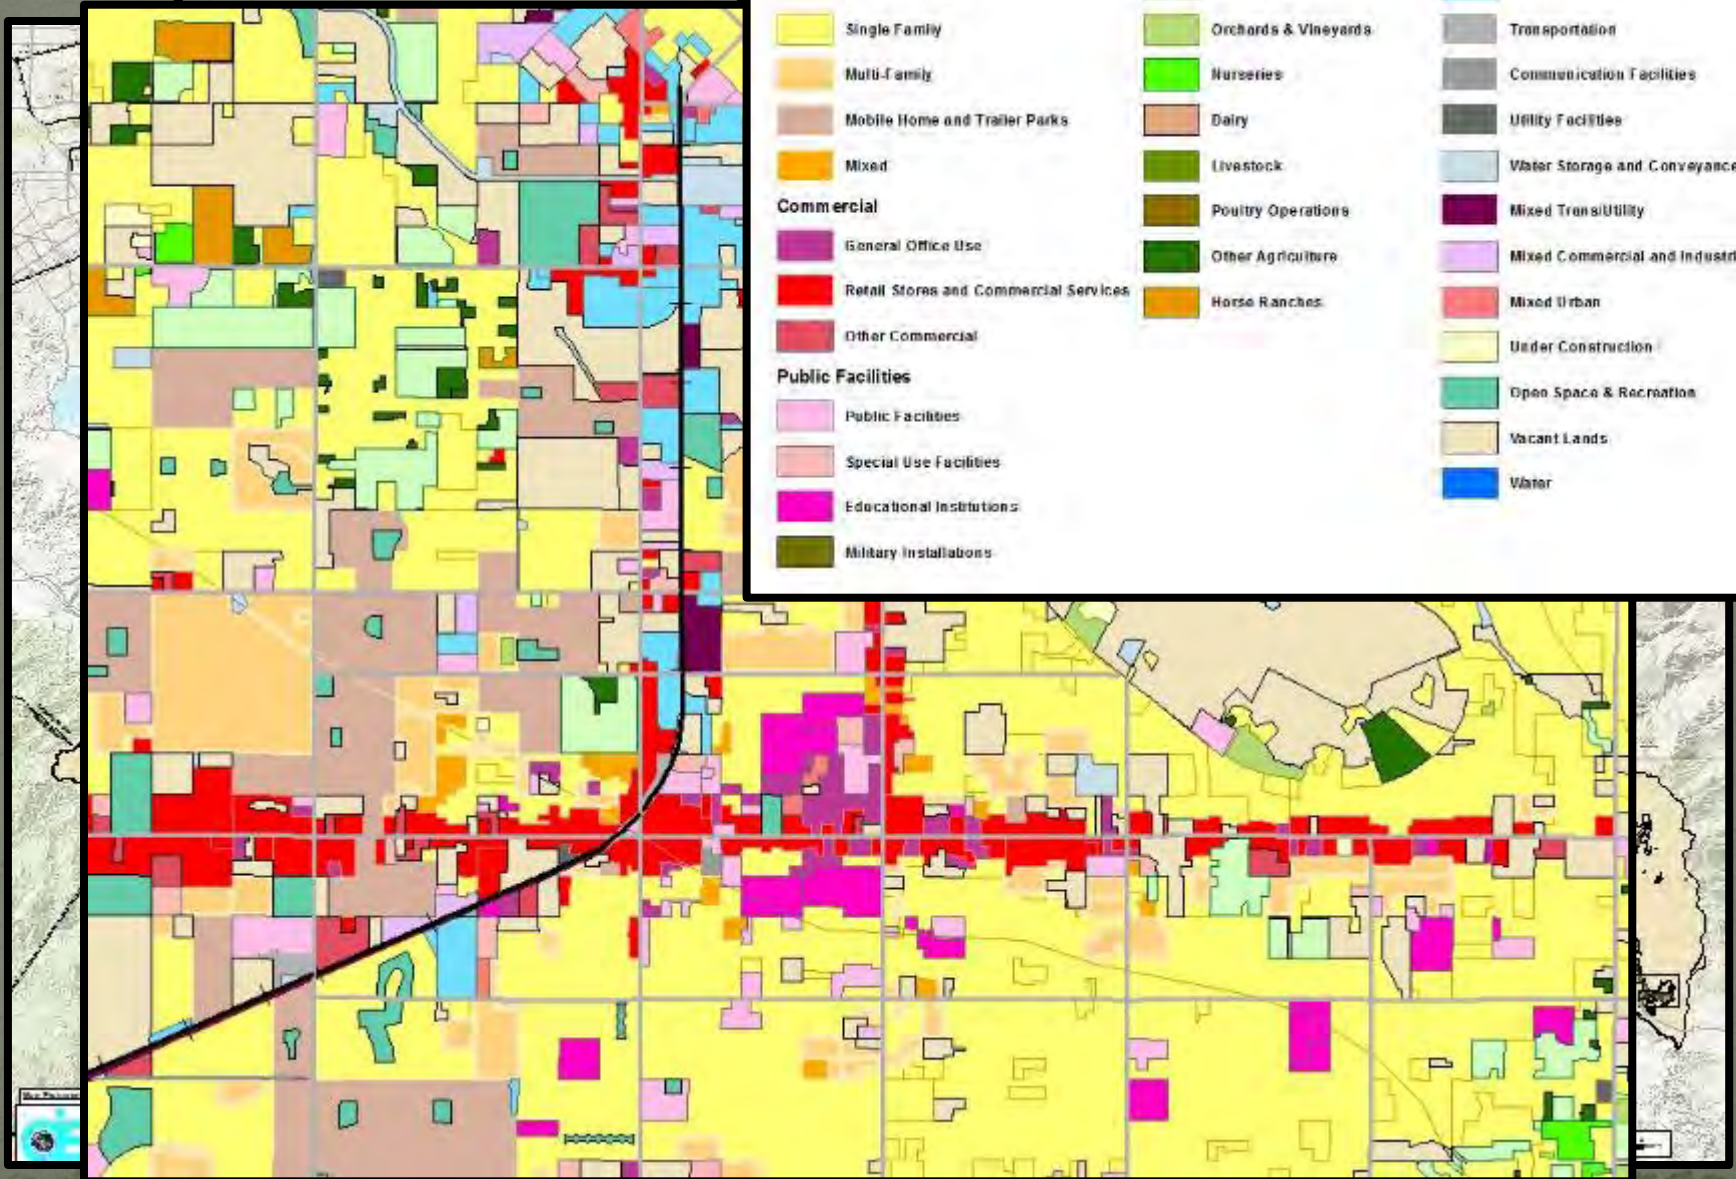 Single Family
Multi-Family
Mobile Home and Trailer Parks
Mixed
Commercial
General Office Use
Retail Stores and Commercial Services
Other Commercial
Public Facilities
Public Facilities
Special Use Facilities
Educational Institutions
Military Installations
Orchards & Vineyards
Nurseries
Dairy
Livestock
Poultry Operations
Other Agriculture
Horse Ranches
Transportation
Communication Facilities
Utility Facilities
Water Storage and Conveyance
Mixed Trans/Utility
Mixed Commercial and Industri
Mixed Urban
Under Construction
Open Space & Recreation
Vacant Lands
Water